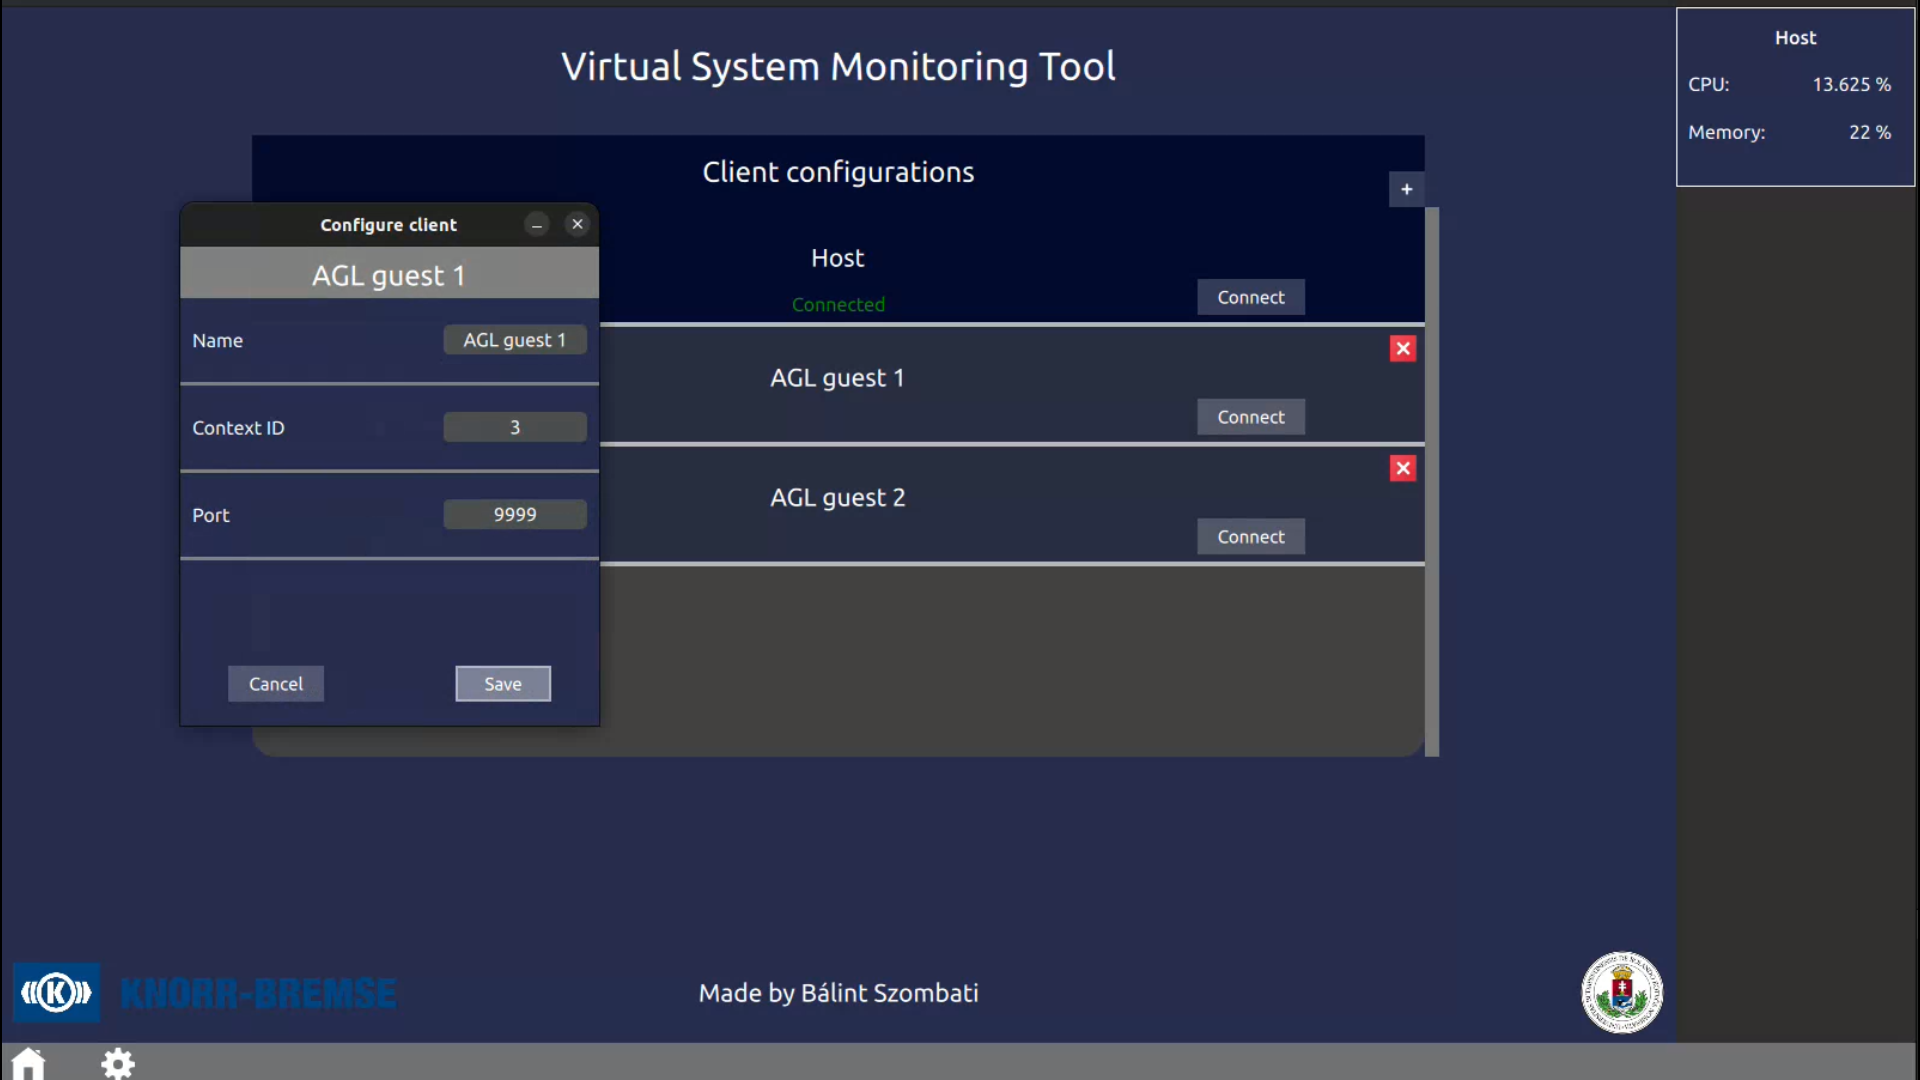 Virtual System Monitoring Tool
Host
CPU: 13.625 %
Memory: 22 %
Client configurations
+
Host
Connected
Connect
AGL guest 1
Connect
AGL guest 2
Connect
Configure client
AGL guest 1
Name AGL guest 1
Context ID 3
Port 9999
Cancel Save
K KNORR-BREMSE
Made by Bálint Szombati